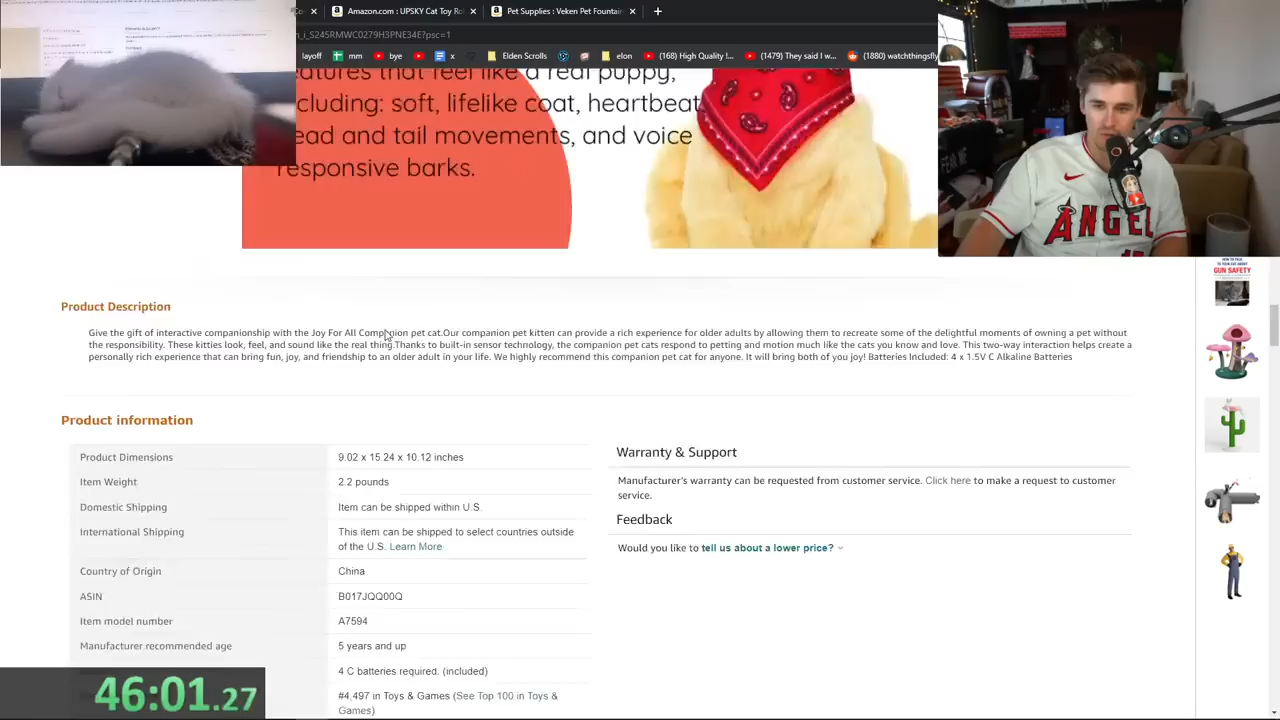 Amazon.com : UPSKY Cat Toy Ro
Amazon.com: Petropics Pet Fountain
_i_S245RAWCO279H3PNE34E?psc=1
layoff
mm
bye
x
Elden Scrolls
elon
(168) High Quality I...
(1479) They said I w...
(1880) watchthingsfly
features that feel like a real puppy,
including: soft, lifelike coat, heartbeat
head and tail movements, and voice
responsive barks.
ANGEL
GUN SAFETY
Product Description
Give the gift of interactive companionship with the Joy For All Companion pet cat.Our companion pet kitten can provide a rich experience for older adults by allowing them to recreate some of the delightful moments of owning a pet without
the responsibility. These kitties look, feel, and sound like the real thing.Thanks to built-in sensor technology, the companion pet cats respond to petting and motion much like the cats you know and love. This two-way interaction helps create a
personally rich experience that can bring fun, joy, and friendship to an older adult in your life. We highly recommend this companion pet cat for anyone. It will bring both of you joy! Batteries Included: 4 x 1.5V C Alkaline Batteries
Product information
Product Dimensions 9.02 x 15.24 x 10.12 inches
Item Weight 2.2 pounds
Domestic Shipping Item can be shipped within U.S.
International Shipping This item can be shipped to select countries outside
of the U.S. Learn More
Country of Origin China
ASIN B017JQQ00Q
Item model number A7594
Manufacturer recommended age 5 years and up
4 C batteries required. (included)
#4,497 in Toys & Games (See Top 100 in Toys &
Games)
Warranty & Support
Manufacturer's warranty can be requested from customer service. Click here to make a request to customer
service.
Feedback
Would you like to tell us about a lower price?
46:01.27